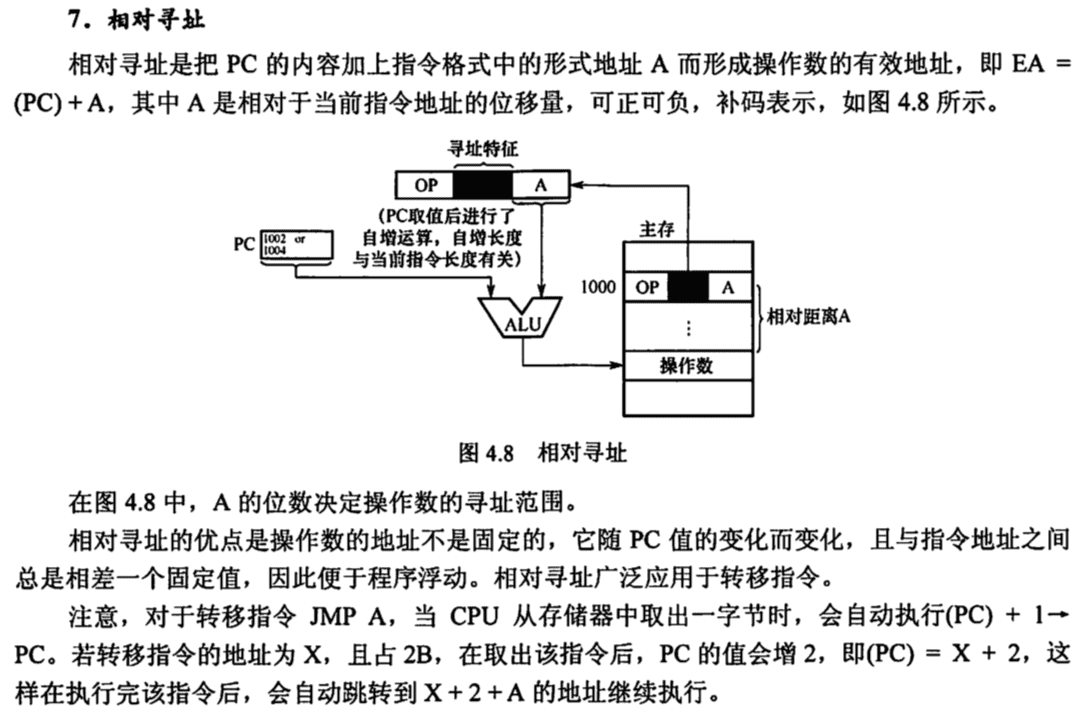 7．相对寻址
相对寻址是把 PC 的内容加上指令格式中的形式地址 A 而形成操作数的有效地址，即 EA =
(PC) + A，其中 A 是相对于当前指令地址的位移量，可正可负，补码表示，如图 4.8 所示。
寻址特征
OP A
(PC取值后进行了
自增运算，自增长度
与当前指令长度有关)
PC 1002 or
1004
主存
1000 OP A
ALU
⋮
相对距离A
操作数
图 4.8 相对寻址
在图 4.8 中，A 的位数决定操作数的寻址范围。
相对寻址的优点是操作数的地址不是固定的，它随 PC 值的变化而变化，且与指令地址之间
总是相差一个固定值，因此便于程序浮动。相对寻址广泛应用于转移指令。
注意，对于转移指令 JMP A，当 CPU 从存储器中取出一字节时，会自动执行(PC) + 1→
PC。若转移指令的地址为 X，且占 2B，在取出该指令后，PC 的值会增 2，即(PC) = X + 2，这
样在执行完该指令后，会自动跳转到 X + 2 + A 的地址继续执行。